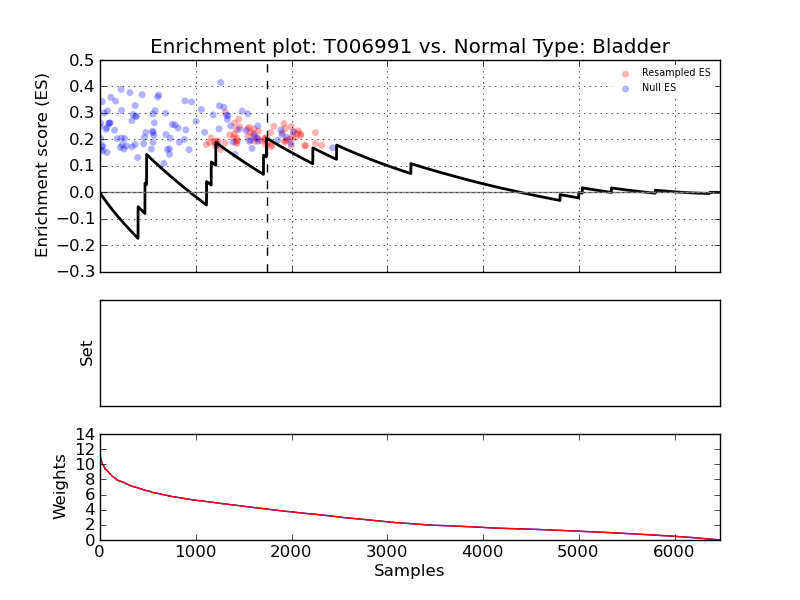 Enrichment plot: T006991 vs. Normal Type: Bladder
Enrichment score (ES)
0.5
0.4
0.3
0.2
0.1
0.0
−0.1
−0.2
−0.3
Resampled ES
Null ES
Set
Weights
14
12
10
8
6
4
2
0
0 1000 2000 3000 4000 5000 6000
Samples